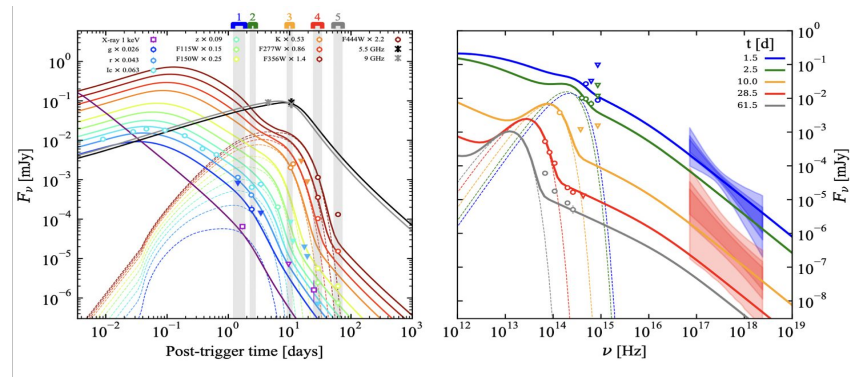 1 2 3 4 5
X-ray 1 keV
g × 0.026
r × 0.043
Ic × 0.063
z × 0.09
F115W × 0.15
F150W × 0.25
K × 0.53
F277W × 0.86
F356W × 1.4
F444W × 2.2
5.5 GHz
9 GHz
F_ν [mJy]
10^0
10^-1
10^-2
10^-3
10^-4
10^-5
10^-6
10^-2 10^-1 10^0 10^1 10^2 10^3
Post-trigger time [days]
t [d]
1.5
2.5
10.0
28.5
61.5
10^0
10^-1
10^-2
10^-3
10^-4
10^-5
10^-6
10^-7
10^-8
F_ν [mJy]
10^12 10^13 10^14 10^15 10^16 10^17 10^18 10^19
ν [Hz]